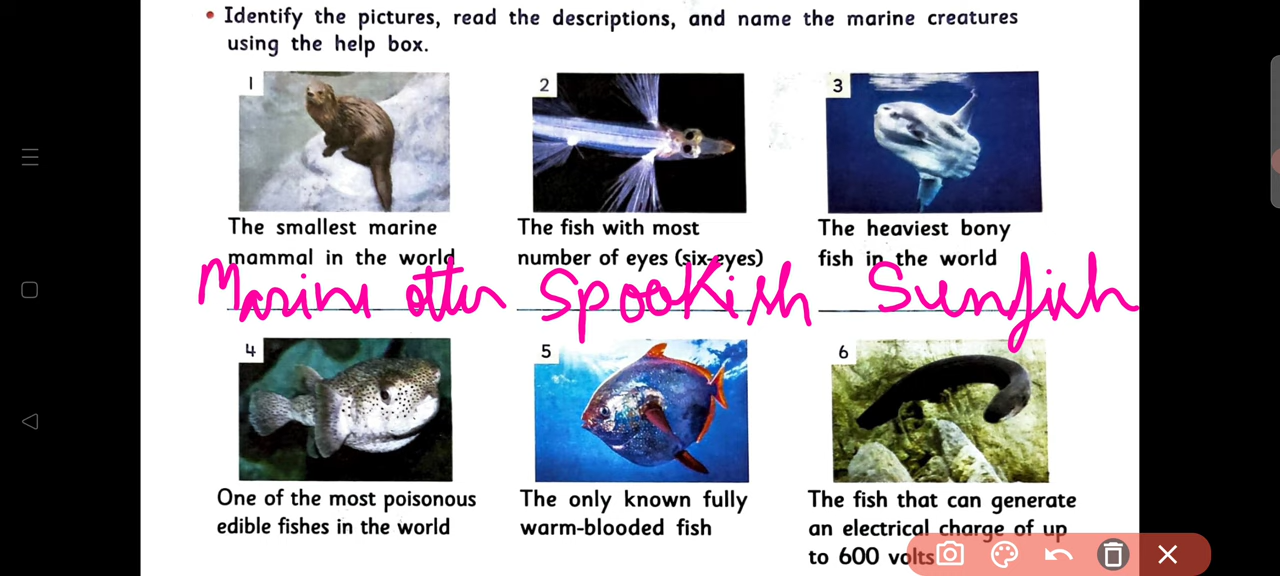 • Identify the pictures, read the descriptions, and name the marine creatures
using the help box.
1
2
3
The smallest marine
mammal in the world
The fish with most
number of eyes (six-eyes)
The heaviest bony
fish in the world
Marine otter
Spookish
Sunfish
4
5
6
One of the most poisonous
edible fishes in the world
The only known fully
warm-blooded fish
The fish that can generate
an electrical charge of up
to 600 volts